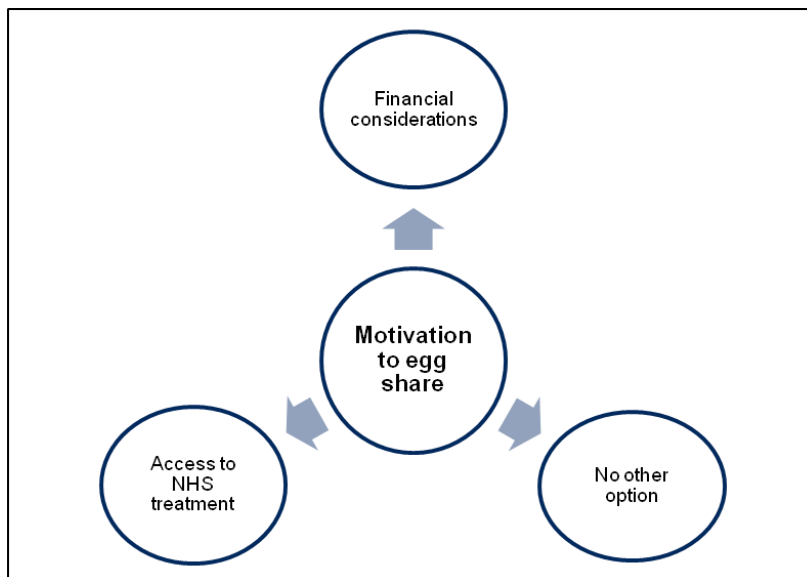 Financial
considerations
Motivation
to egg
share
Access to
NHS
treatment
No other
option